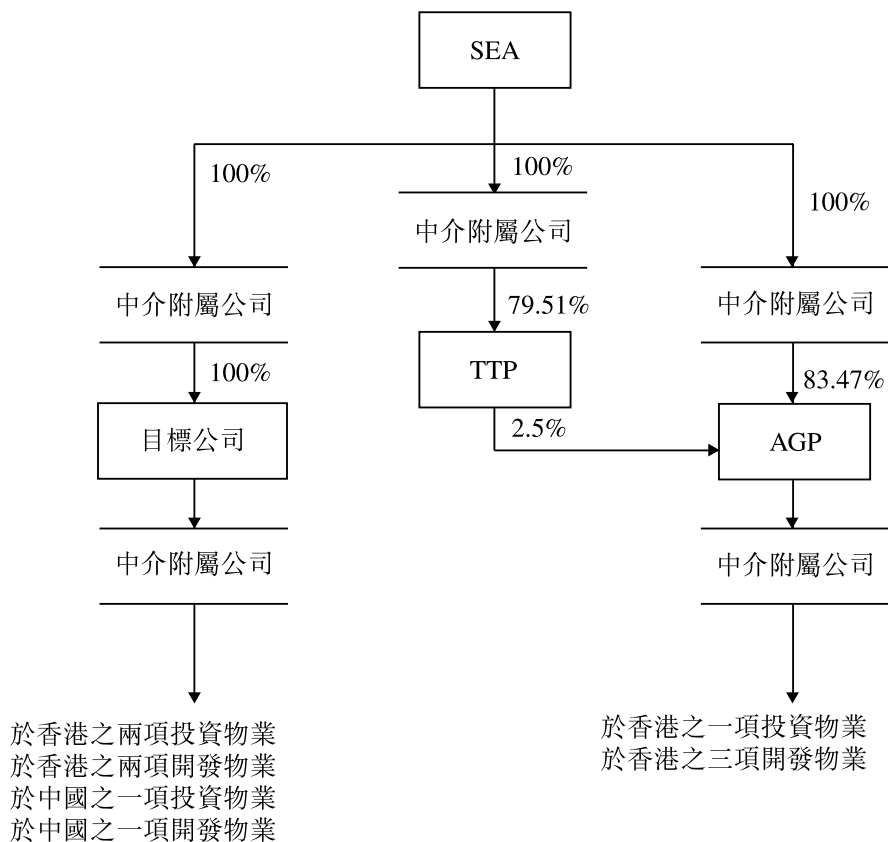 SEA
100%
100%
100%
中介附屬公司
中介附屬公司
中介附屬公司
79.51%
TTP
100%
83.47%
目標公司
2.5%
AGP
中介附屬公司
中介附屬公司
於香港之兩項投資物業
於香港之兩項開發物業
於中國之一項投資物業
於中國之一項開發物業
於香港之一項投資物業
於香港之三項開發物業